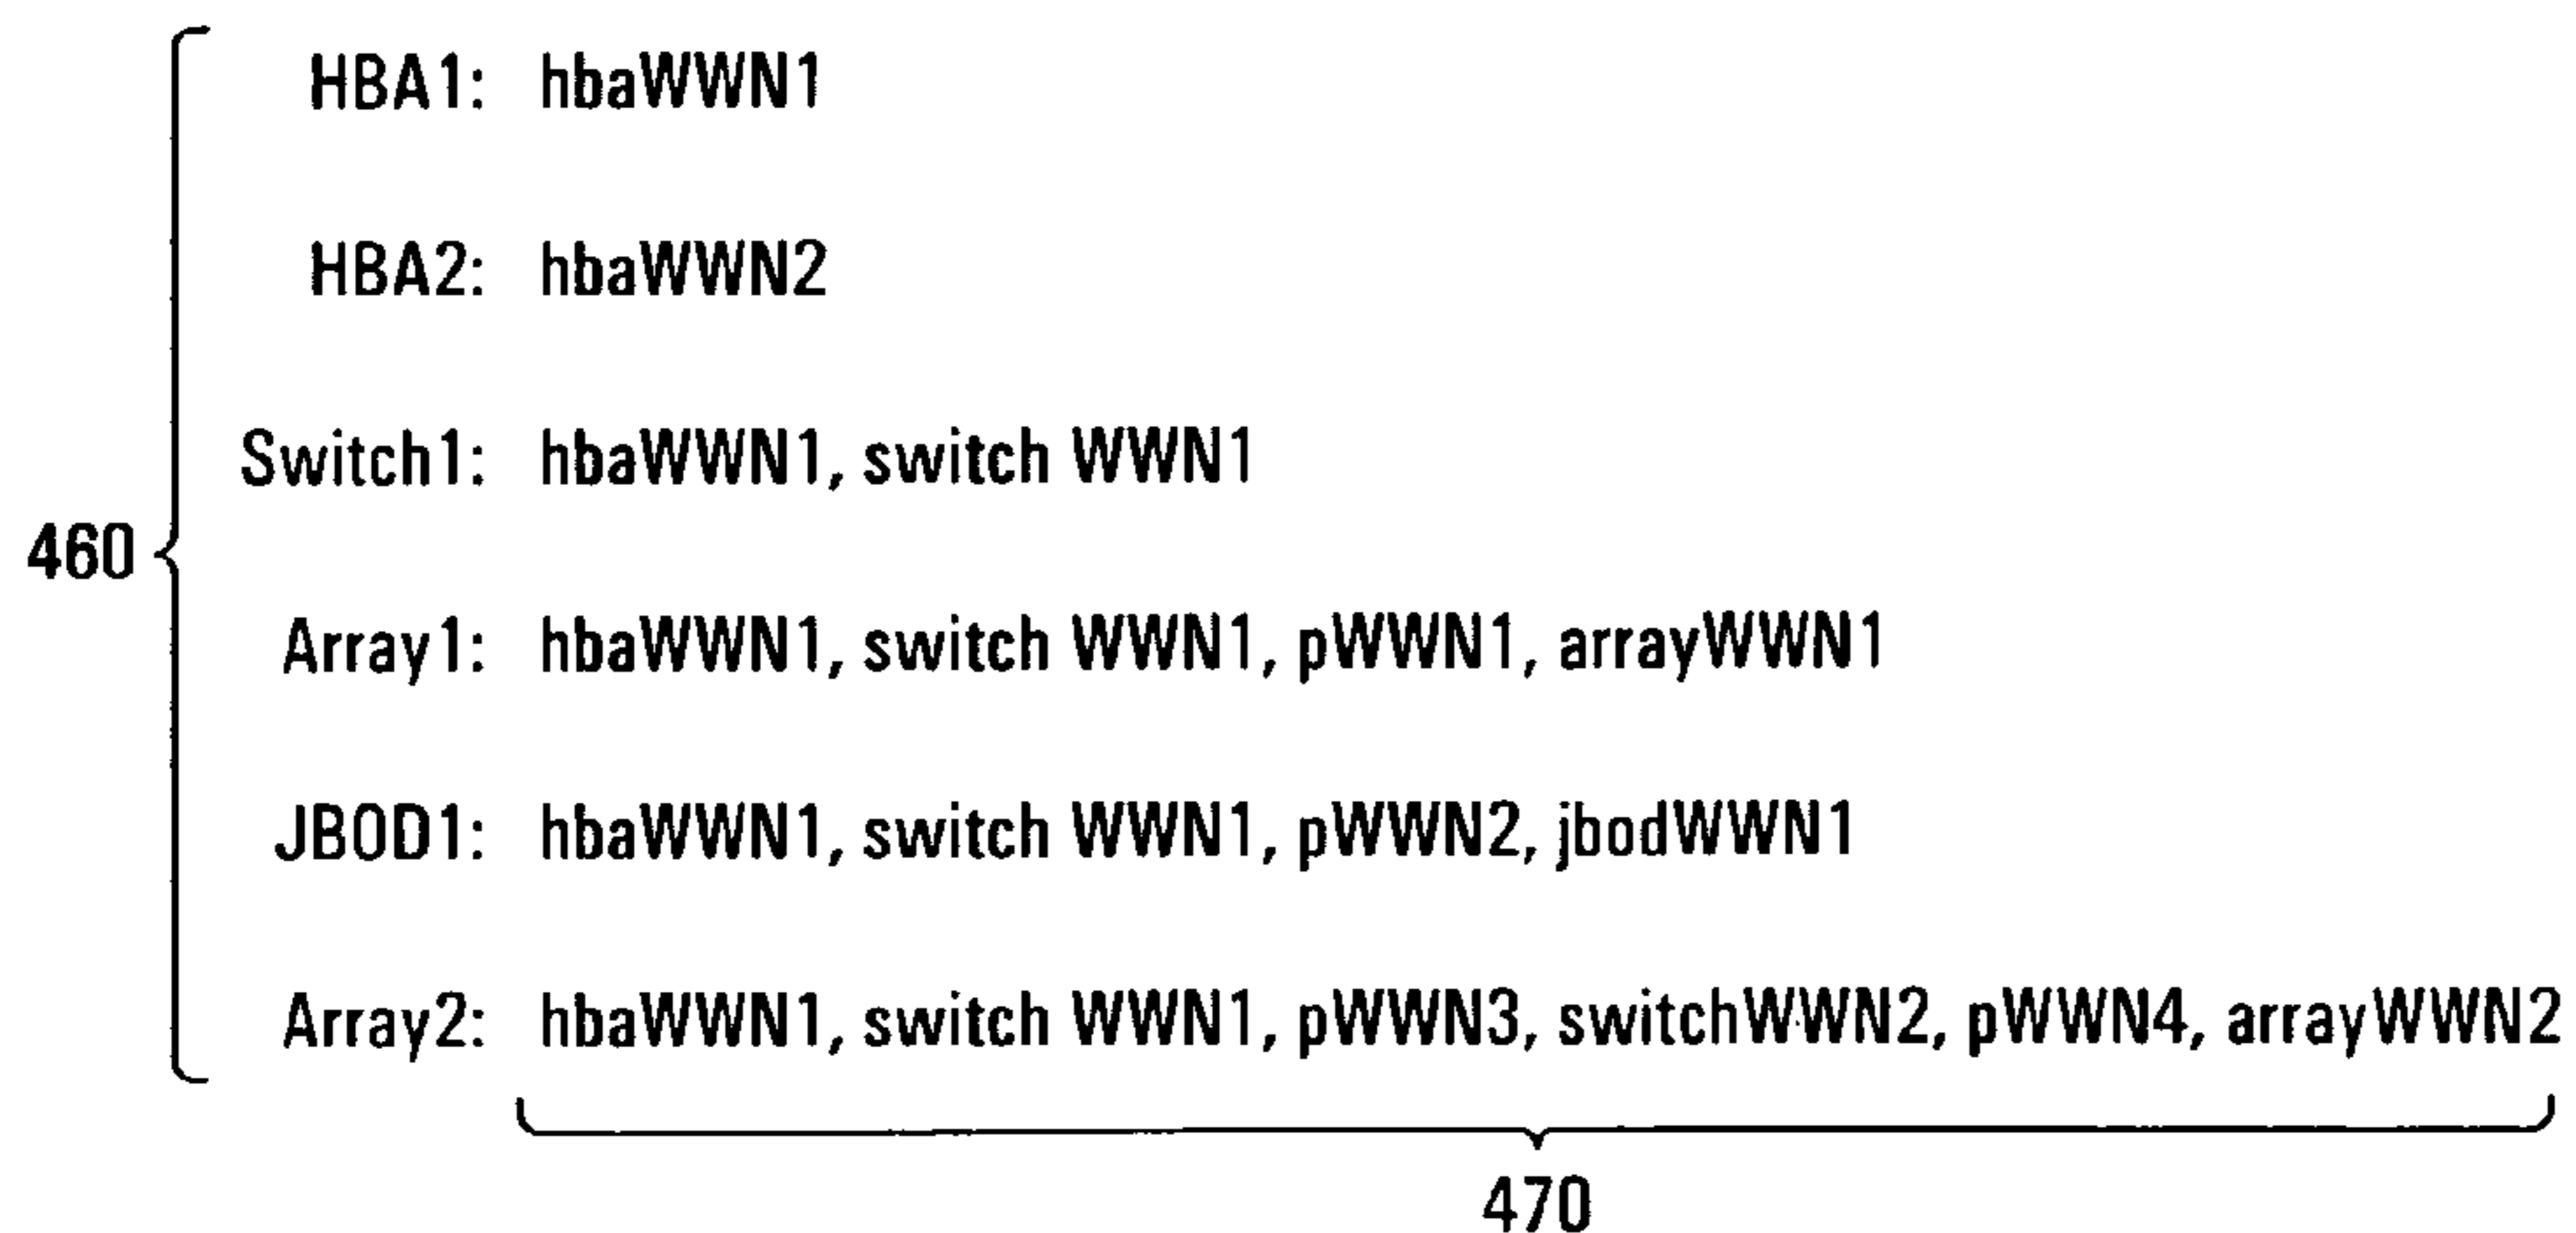 HBA1: hbaWWN1
HBA2: hbaWWN2
Switch1: hbaWWN1, switch WWN1
460
Array1: hbaWWN1, switch WWN1, pWWN1, arrayWWN1
JBOD1: hbaWWN1, switch WWN1, pWWN2, jbodWWN1
Array2: hbaWWN1, switch WWN1, pWWN3, switchWWN2, pWWN4, arrayWWN2
470